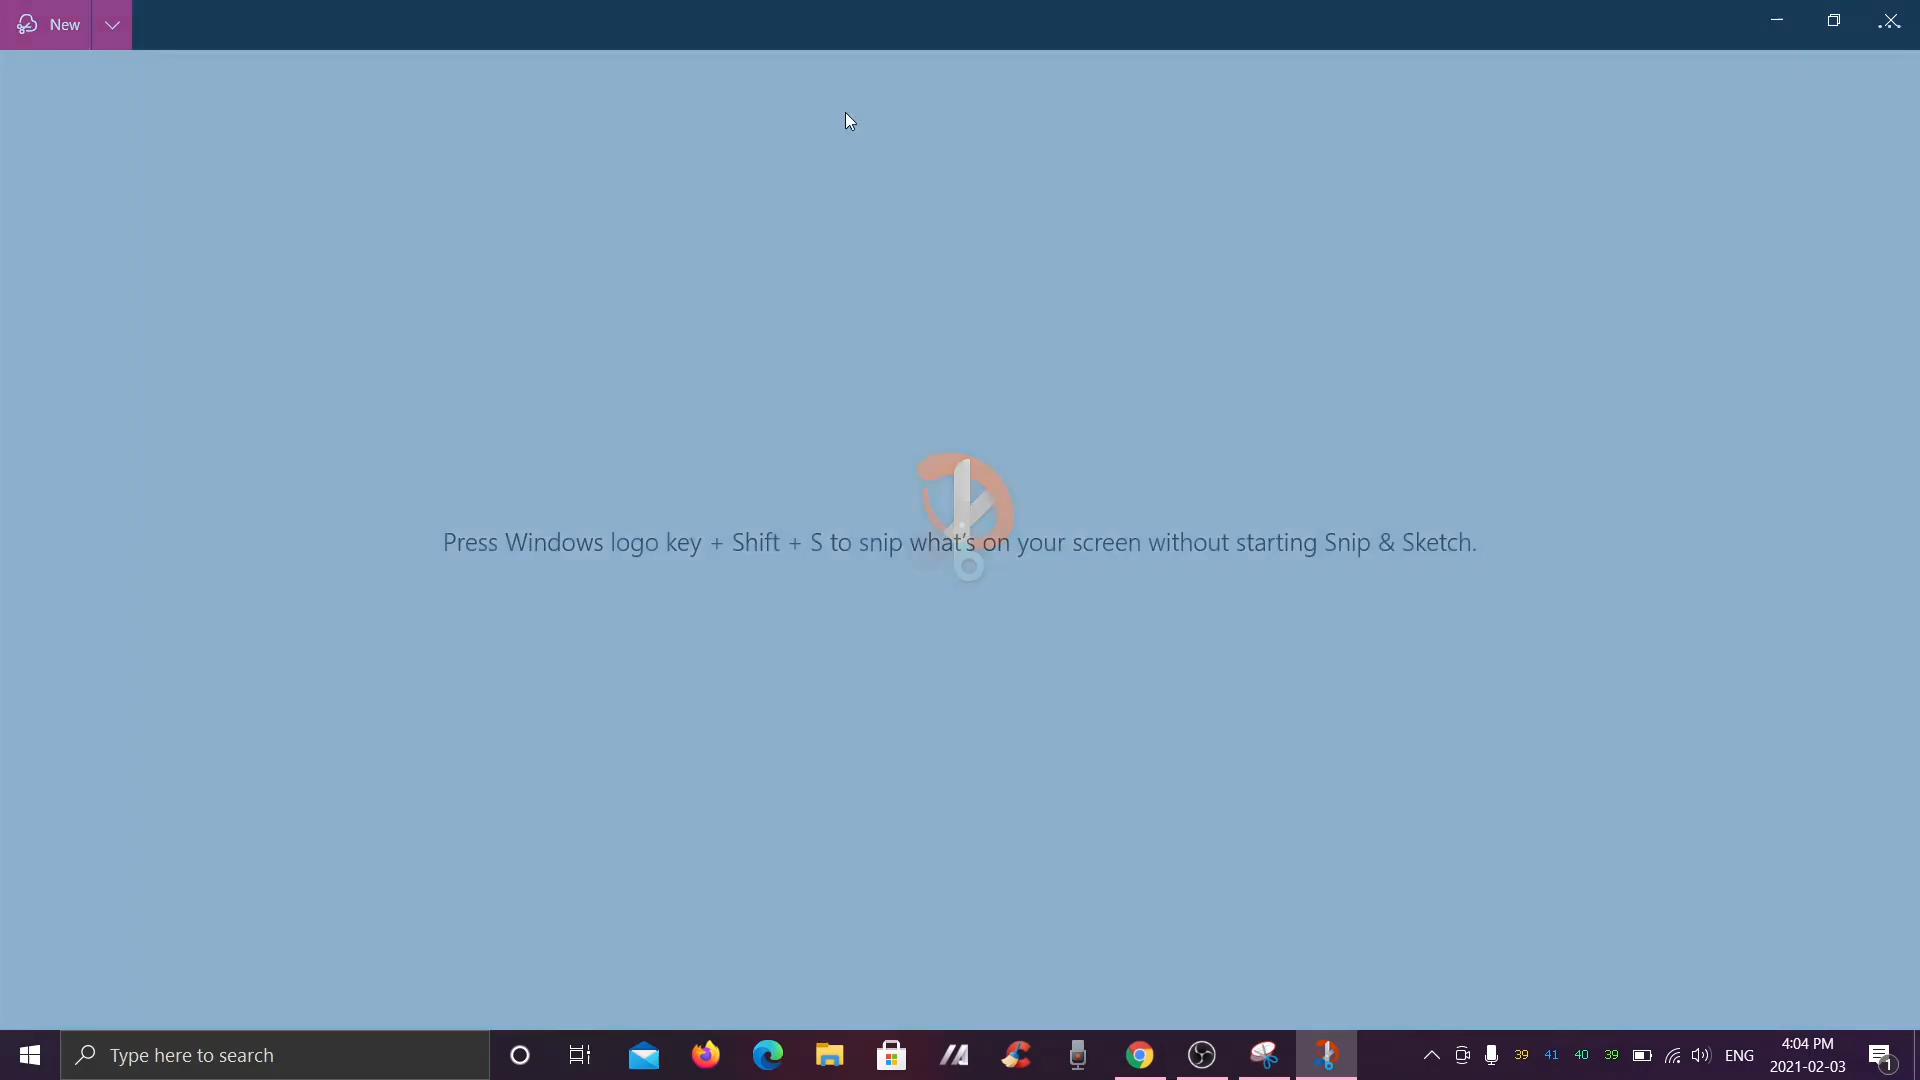 New
Press Windows logo key + Shift + S to snip what's on your screen without starting Snip & Sketch.
Type here to search
39 41 40 39 ENG
4:04 PM
2021-02-03
1